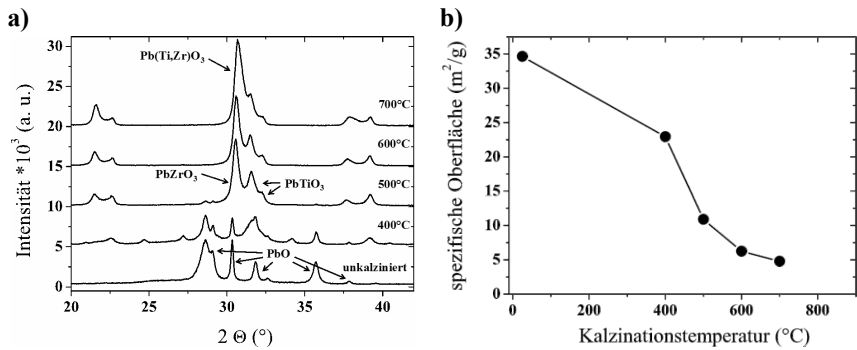 a)
Intensität *10³ (a. u.)
30
25
20
15
10
5
0
Pb(Ti,Zr)O₃
700°C
600°C
PbZrO₃
PbTiO₃
500°C
400°C
PbO
unkalziniert
20 25 30 35 40
2 Θ (°)
b)
spezifische Oberfläche (m²/g)
40
35
30
25
20
15
10
5
0
0 200 400 600 800
Kalzinationstemperatur (°C)